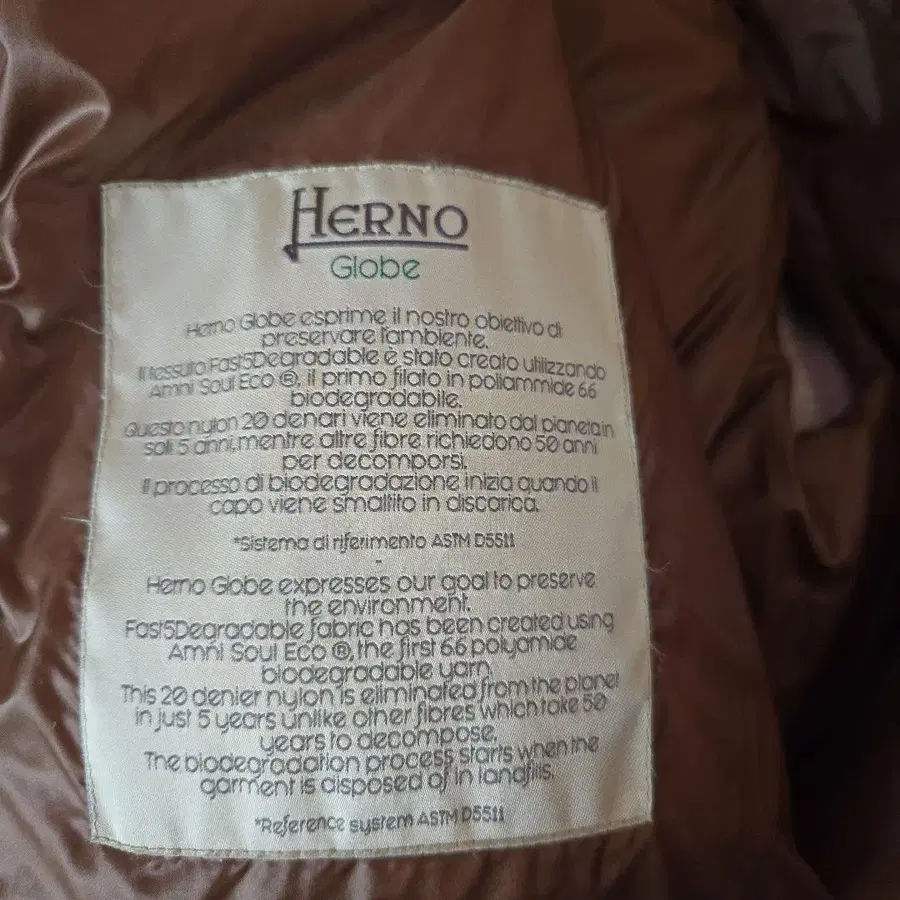 HERNO
Globe
Herno Globe esprime il nostro obiettivo di
preservare l'ambiente.
Il tessuto Fast5Degradable è stato creato utilizzando
Amni Soul Eco ®, il primo filato in poliammide 6.6
biodegradabile.
Questo nylon 20 denari viene eliminato dal pianeta in
soli 5 anni, mentre altre fibre richiedono 50 anni
per decomporsi.
Il processo di biodegradazione inizia quando il
capo viene smaltito in discarica.
*Sistema di riferimento ASTM D5511
-
Herno Globe expresses our goal to preserve
the environment.
Fast5Degradable fabric has been created using
Amni Soul Eco ®, the first 6.6 polyamide
biodegradable yarn.
This 20 denier nylon is eliminated from the planet
in just 5 years unlike other fibres which take 50
years to decompose.
The biodegradation process starts when the
garment is disposed of in landfills.
*Reference system ASTM D5511